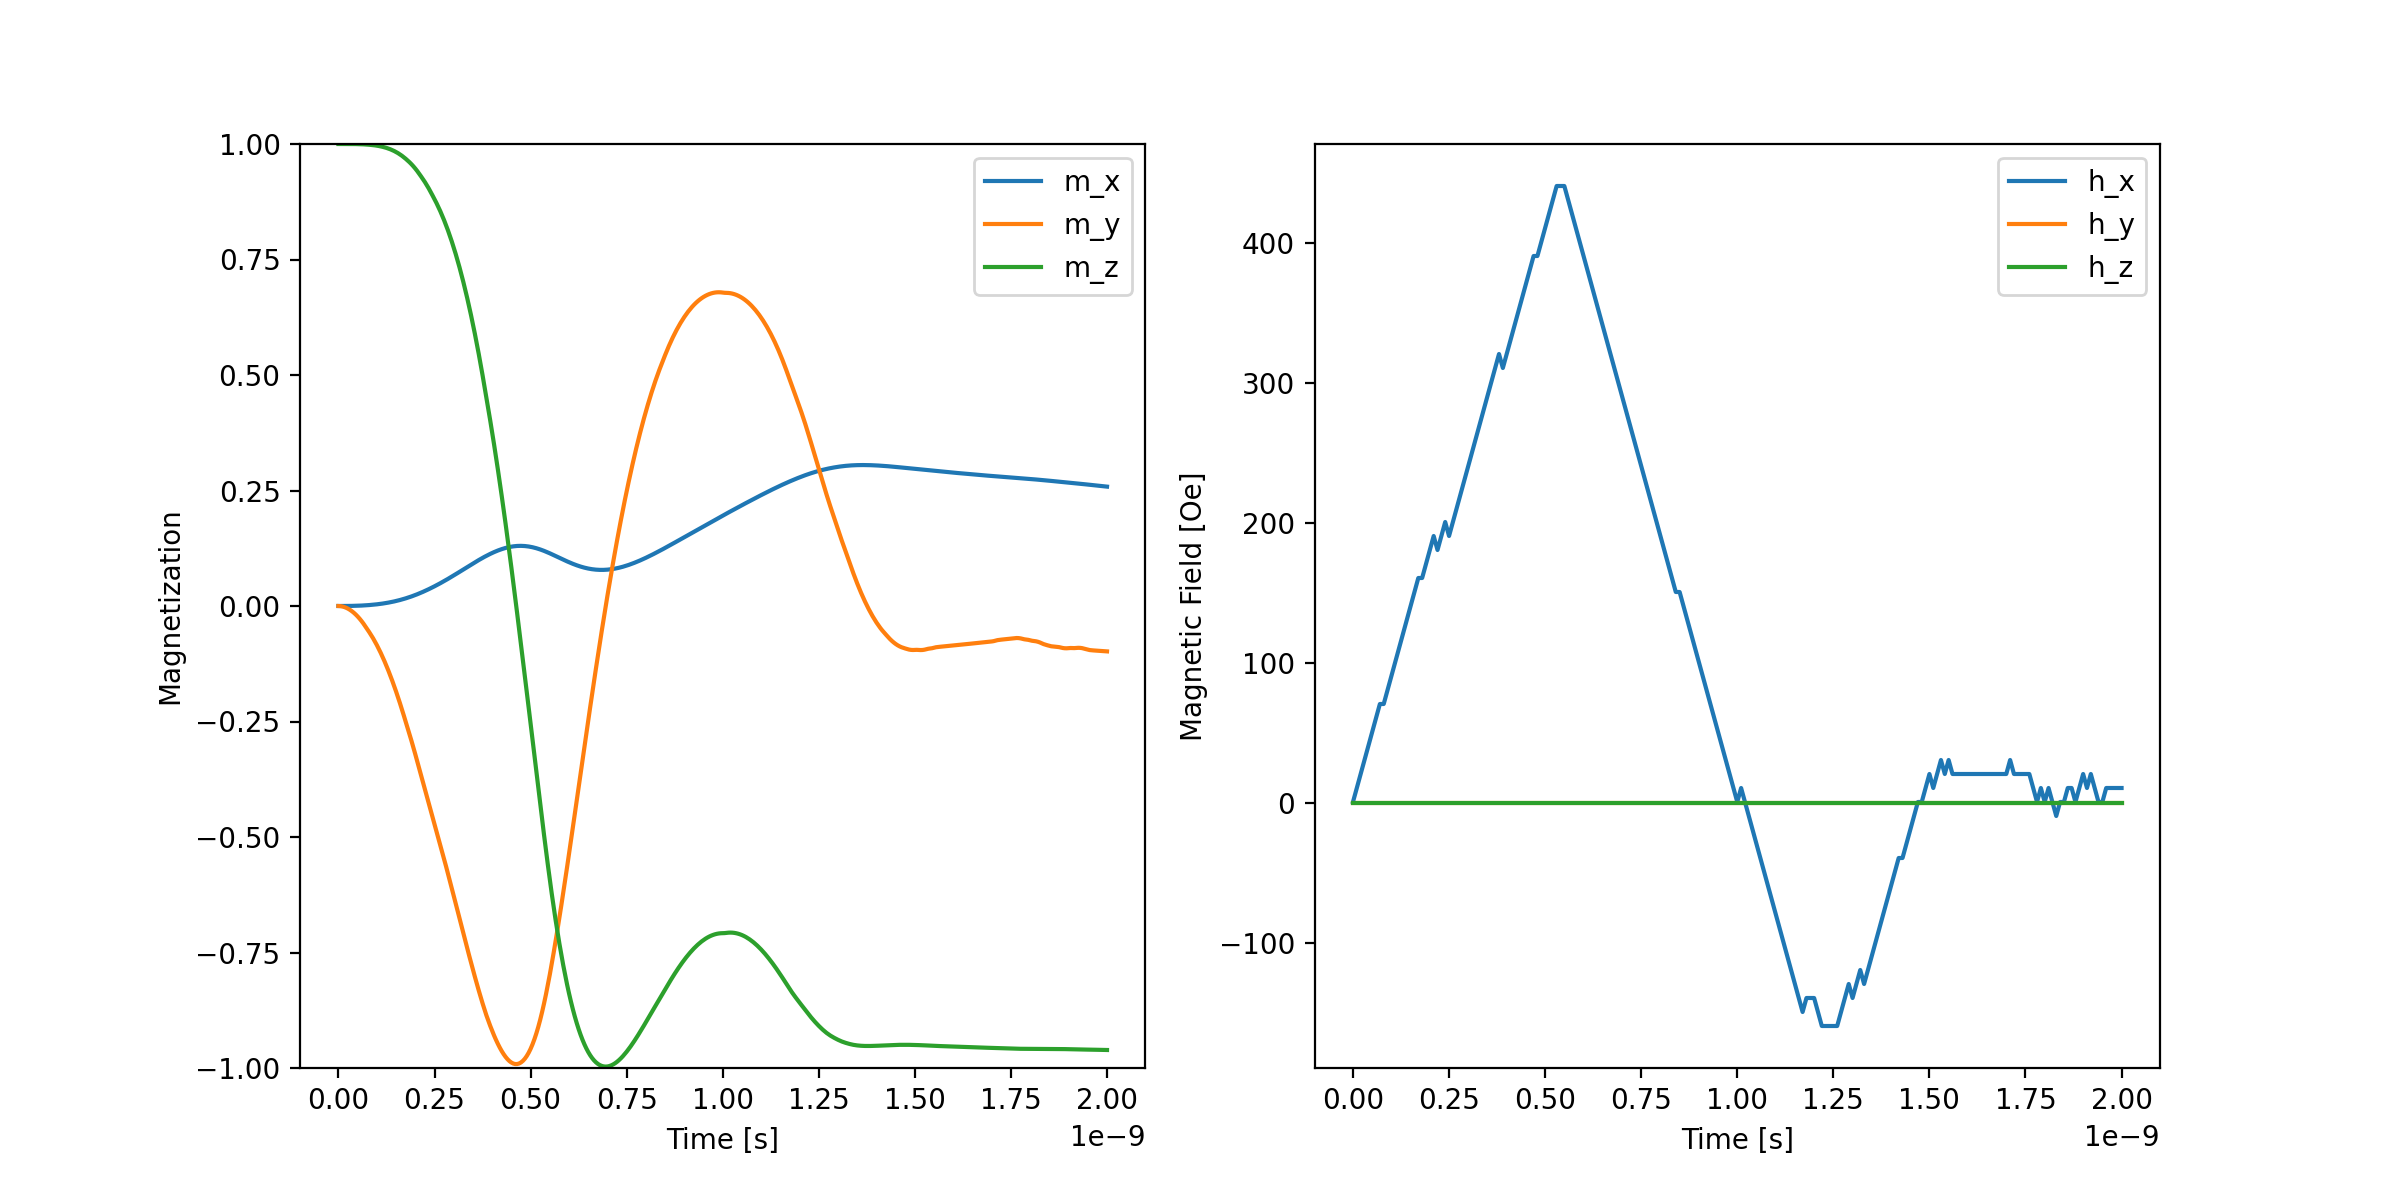 1.00
0.75
0.50
0.25
0.00
−0.25
−0.50
−0.75
−1.00
Magnetization
m_x
m_y
m_z
0.00 0.25 0.50 0.75 1.00 1.25 1.50 1.75 2.00
Time [s]
1e−9
400
300
200
100
0
−100
Magnetic Field [Oe]
h_x
h_y
h_z
0.00 0.25 0.50 0.75 1.00 1.25 1.50 1.75 2.00
Time [s]
1e−9